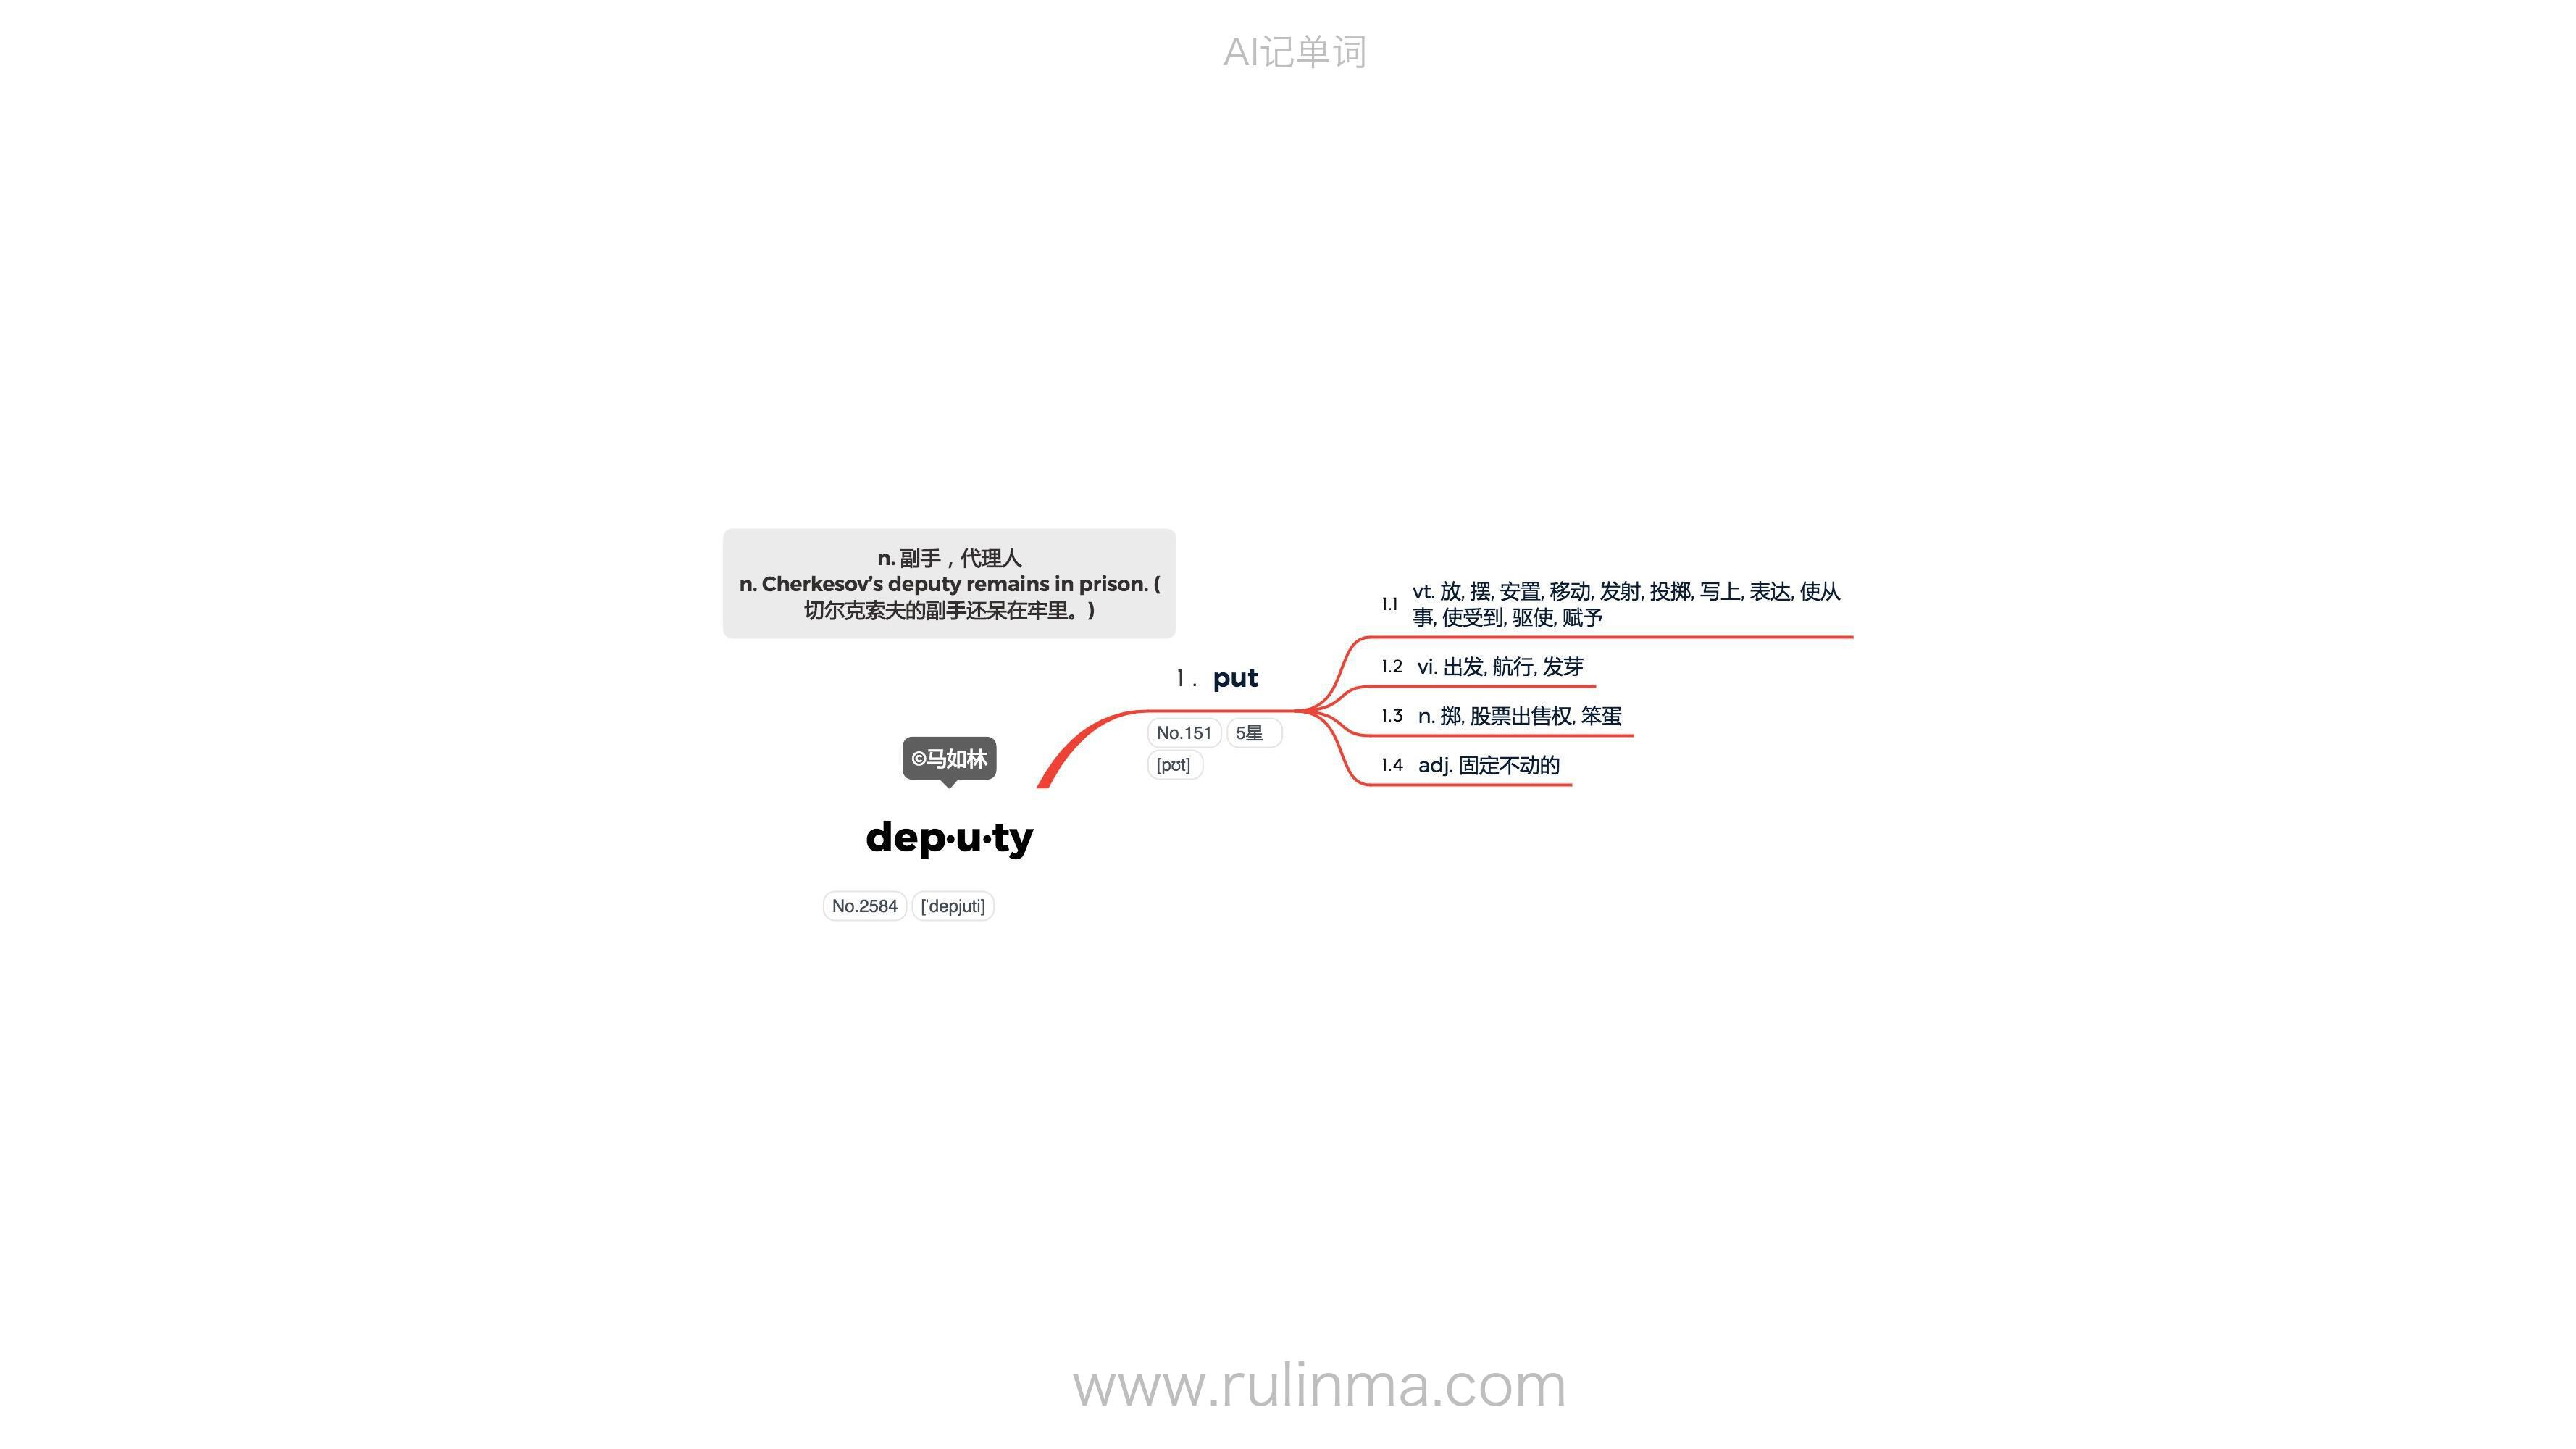 AI记单词
n. 副手，代理人
n. Cherkesov’s deputy remains in prison. (
切尔克索夫的副手还呆在牢里。)
1.1 vt. 放, 摆, 安置, 移动, 发射, 投掷, 写上, 表达, 使从
事, 使受到, 驱使, 赋予
1.2 vi. 出发, 航行, 发芽
1. put
1.3 n. 掷, 股票出售权, 笨蛋
No.151 5星
[pʊt]
1.4 adj. 固定不动的
©马如林
dep·u·ty
No.2584 [ˈdepjuti]
www.rulinma.com